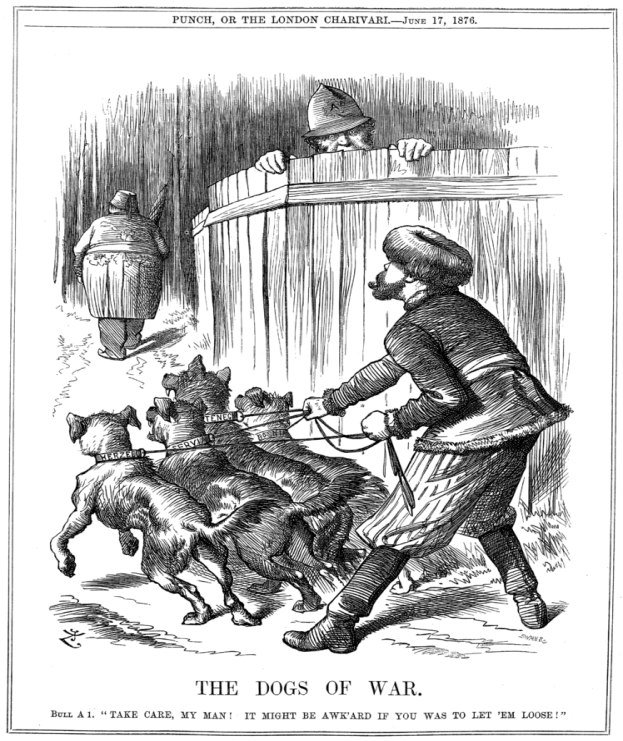 PUNCH, OR THE LONDON CHARIVARI.—JUNE 17, 1876.
TENEG
HERZEG
THE DOGS OF WAR.
BULL A 1. "TAKE CARE, MY MAN! IT MIGHT BE AWK'ARD IF YOU WAS TO LET 'EM LOOSE!"